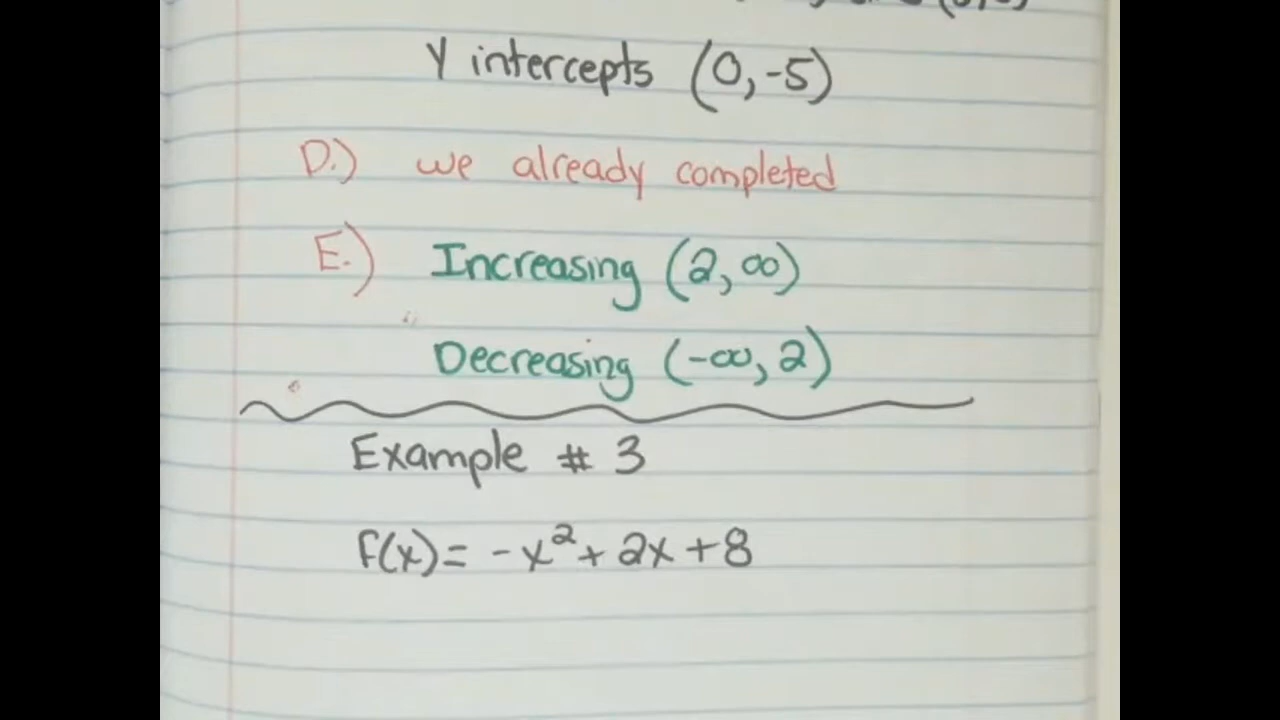 Y intercepts (0,-5)
D.) we already completed
E.) Increasing (2,∞)
Decreasing (-∞,2)
Example # 3
f(x)= -x²+2x+8